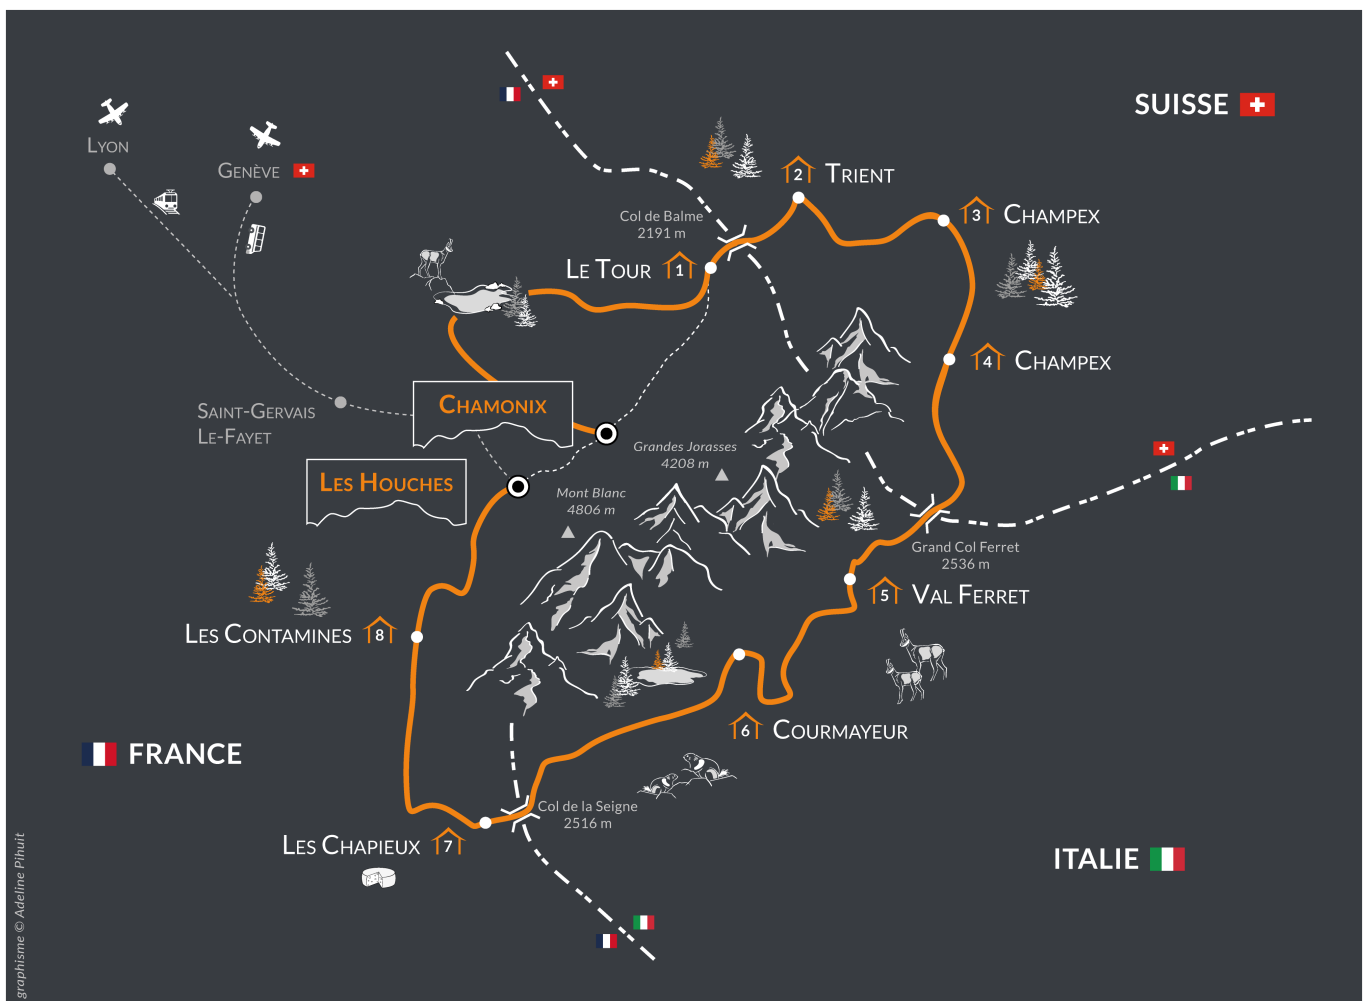 SUISSE
LYON
GENÈVE
2 TRIENT
3 CHAMPEX
Col de Balme
2191 m
LE TOUR 1
4 CHAMPEX
SAINT-GERVAIS
LE-FAYET
CHAMONIX
Grandes Jorasses
4208 m
LES HOUCHES
Mont Blanc
4806 m
Grand Col Ferret
2536 m
5 VAL FERRET
LES CONTAMINES 8
6 COURMAYEUR
FRANCE
Col de la Seigne
2516 m
LES CHAPIEUX 7
ITALIE
graphisme © Adeline Pihuit